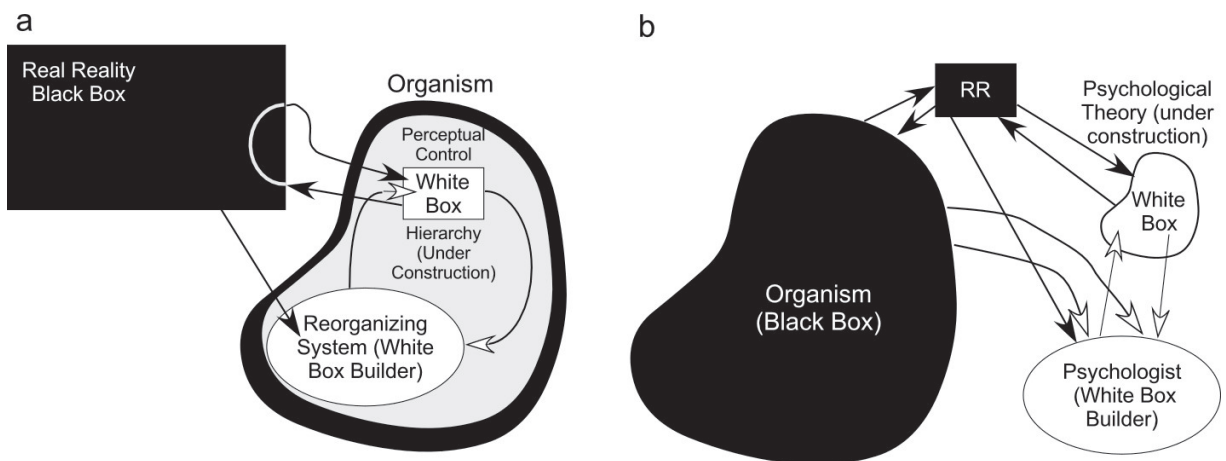 a
Real Reality
Black Box
Organism
Perceptual
Control
White
Box
Hierarchy
(Under
Construction)
Reorganizing
System (White
Box Builder)
b
RR
Psychological
Theory (under
construction)
White
Box
Organism
(Black Box)
Psychologist
(White Box
Builder)